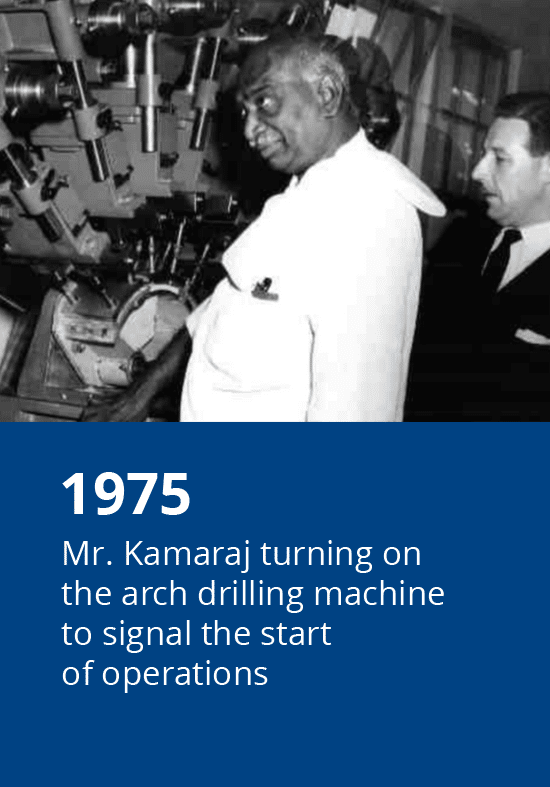 1975
Mr. Kamaraj turning on
the arch drilling machine
to signal the start
of operations